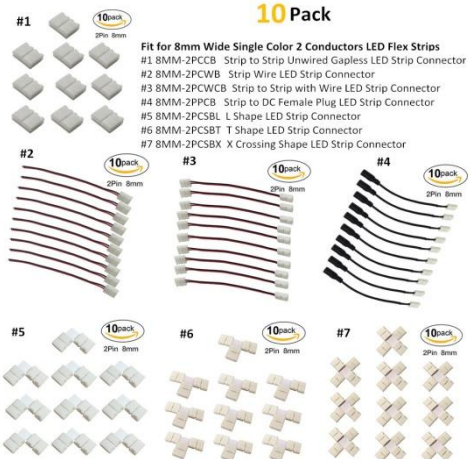 10 Pack
#1
10pack
2Pin 8mm
Fit for 8mm Wide Single Color 2 Conductors LED Flex Strips
#1 8MM-2PCCB Strip to Strip Unwired Gapless LED Strip Connector
#2 8MM-2PCWB Strip Wire LED Strip Connector
#3 8MM-2PCWCB Strip to Strip with Wire LED Strip Connector
#4 8MM-2PPCB Strip to DC Female Plug LED Strip Connector
#5 8MM-2PCSBL L Shape LED Strip Connector
#6 8MM-2PCSBT T Shape LED Strip Connector
#7 8MM-2PCSBX X Crossing Shape LED Strip Connector
#2
10pack
2Pin 8mm
#3
10pack
2Pin 8mm
#4
10pack
2Pin 8mm
#5
10pack
2Pin 8mm
#6
10pack
2Pin 8mm
#7
10pack
2Pin 8mm